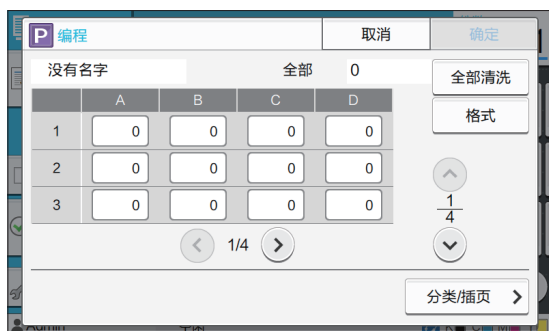 P 编程 取消 确定
没有名字 全部 0 全部清洗
A B C D 格式
1 0 0 0 0
2 0 0 0 0
3 0 0 0 0
1
4
1/4
分类/插页
Admin